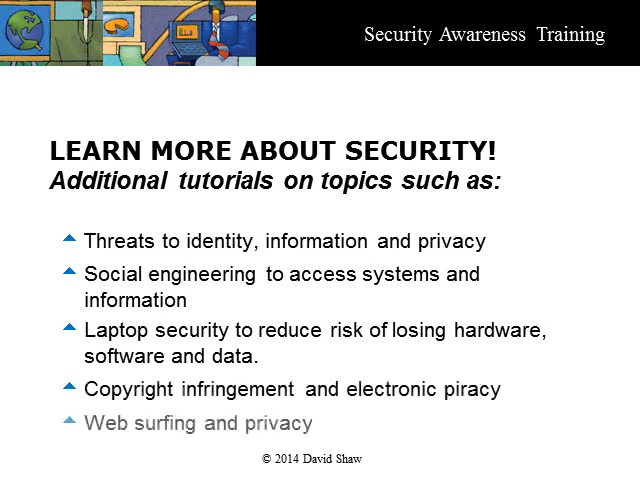 Security Awareness Training
LEARN MORE ABOUT SECURITY!
Additional tutorials on topics such as:
Threats to identity, information and privacy
Social engineering to access systems and
information
Laptop security to reduce risk of losing hardware,
software and data.
Copyright infringement and electronic piracy
Web surfing and privacy
© 2014 David Shaw